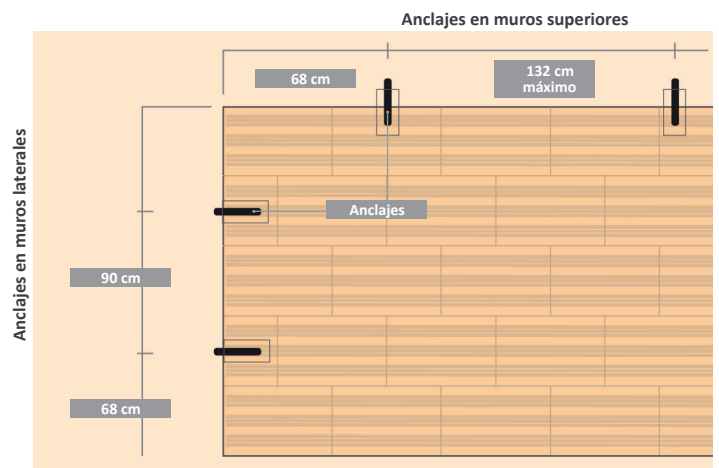 Anclajes en muros superiores
68 cm
132 cm
máximo
Anclajes en muros laterales
Anclajes
90 cm
68 cm